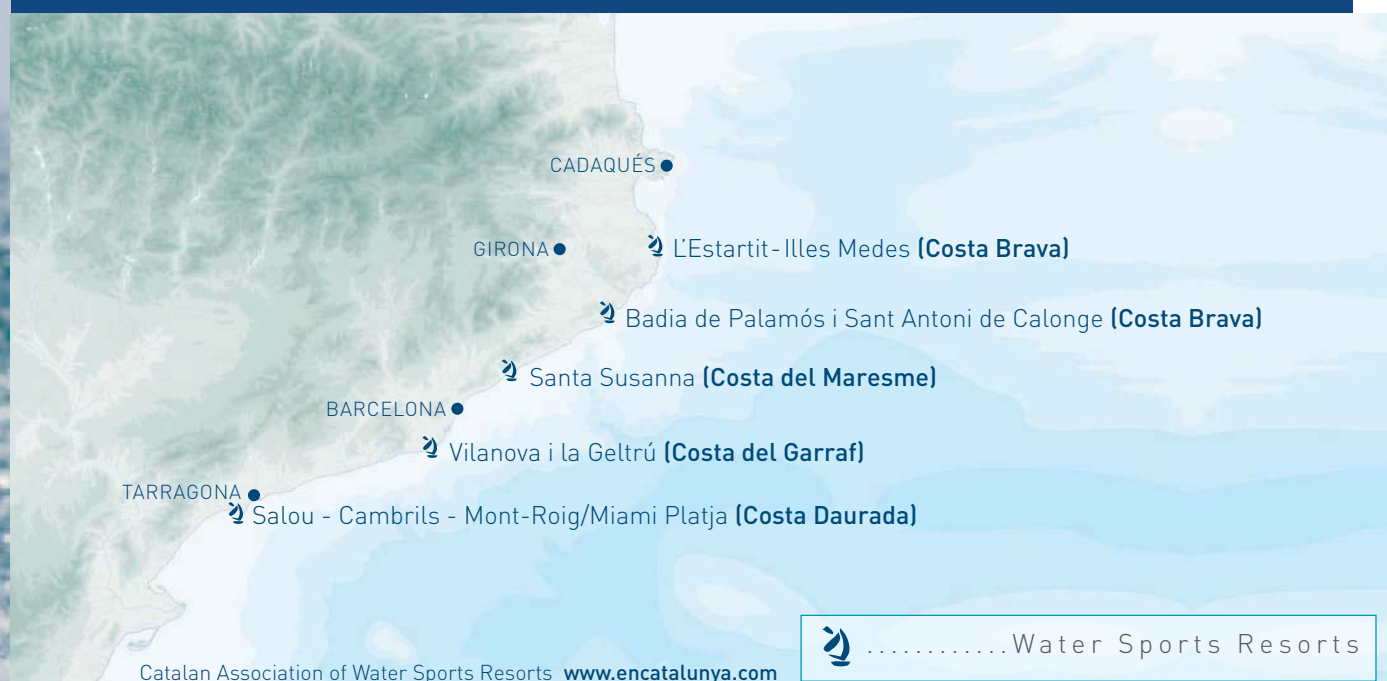 CADAQUÉS
GIRONA
L'Estartit-Illes Medes (Costa Brava)
Badia de Palamós i Sant Antoni de Calonge (Costa Brava)
Santa Susanna (Costa del Maresme)
BARCELONA
Vilanova i la Geltrú (Costa del Garraf)
TARRAGONA
Salou - Cambrils - Mont-Roig/Miami Platja (Costa Daurada)
............Water Sports Resorts
Catalan Association of Water Sports Resorts www.encatalunya.com